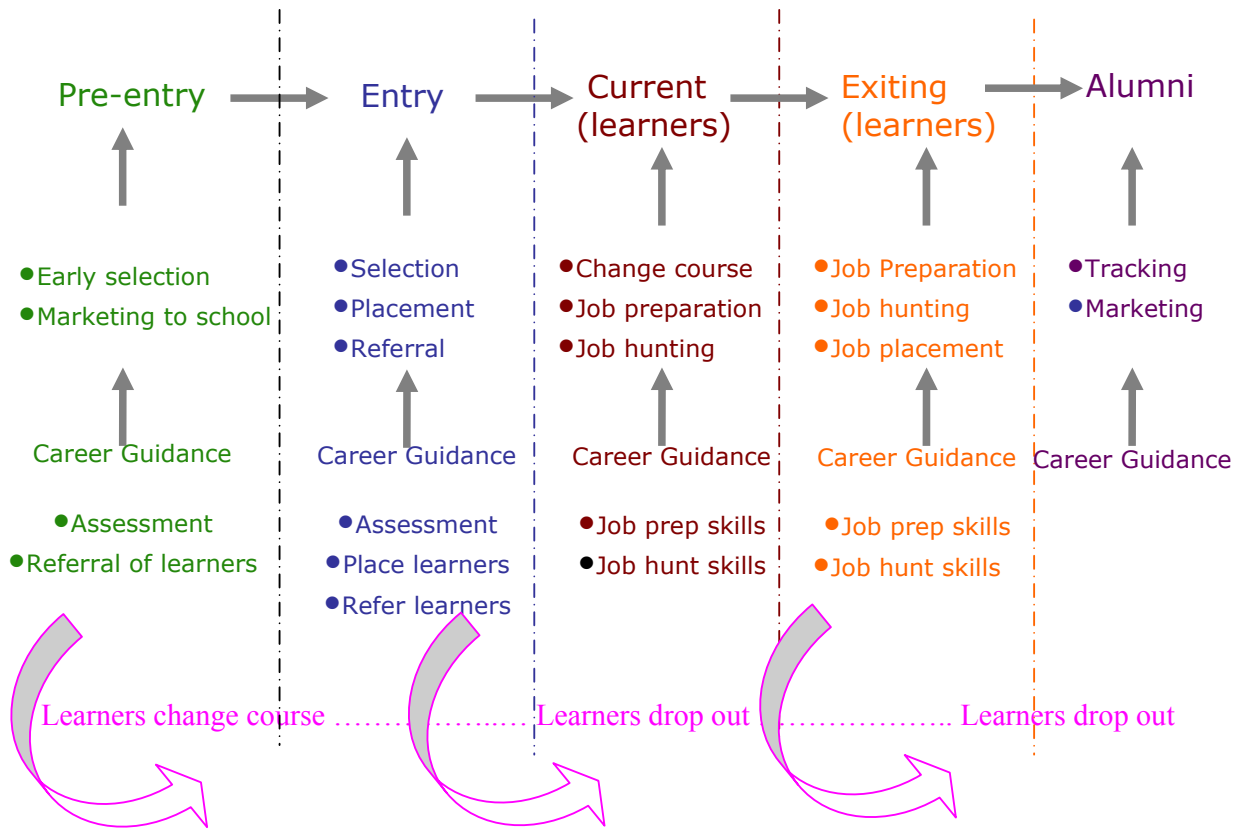 Pre-entry
Entry
Current
(learners)
Exiting
(learners)
Alumni
•Early selection
•Marketing to school
•Selection
•Placement
•Referral
•Change course
•Job preparation
•Job hunting
•Job Preparation
•Job hunting
•Job placement
•Tracking
•Marketing
Career Guidance
•Assessment
•Referral of learners
Career Guidance
•Assessment
•Place learners
•Refer learners
Career Guidance
•Job prep skills
•Job hunt skills
Career Guidance
•Job prep skills
•Job hunt skills
Career Guidance
Learners change course ……………..…. Learners drop out ……………….. Learners drop out